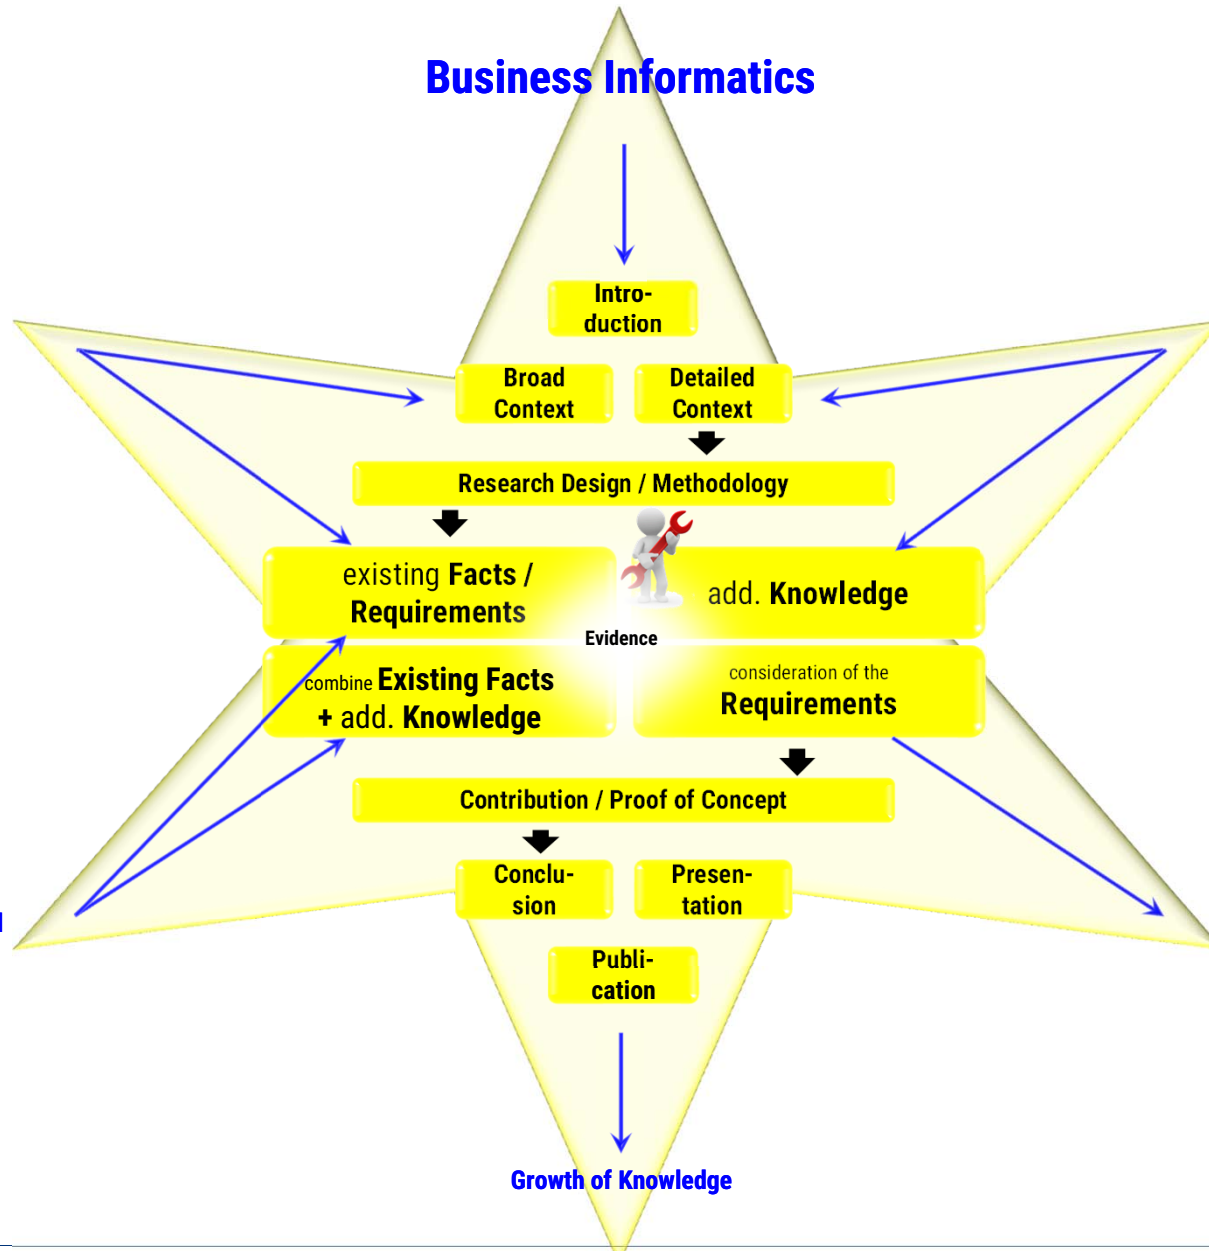 Business Informatics
Intro-
duction
Broad
Context
Detailed
Context
Research Design / Methodology
existing Facts /
Requirements
add. Knowledge
Evidence
combine Existing Facts
+ add. Knowledge
consideration of the
Requirements
Contribution / Proof of Concept
Conclu-
sion
Presen-
tation
Publi-
cation
Growth of Knowledge